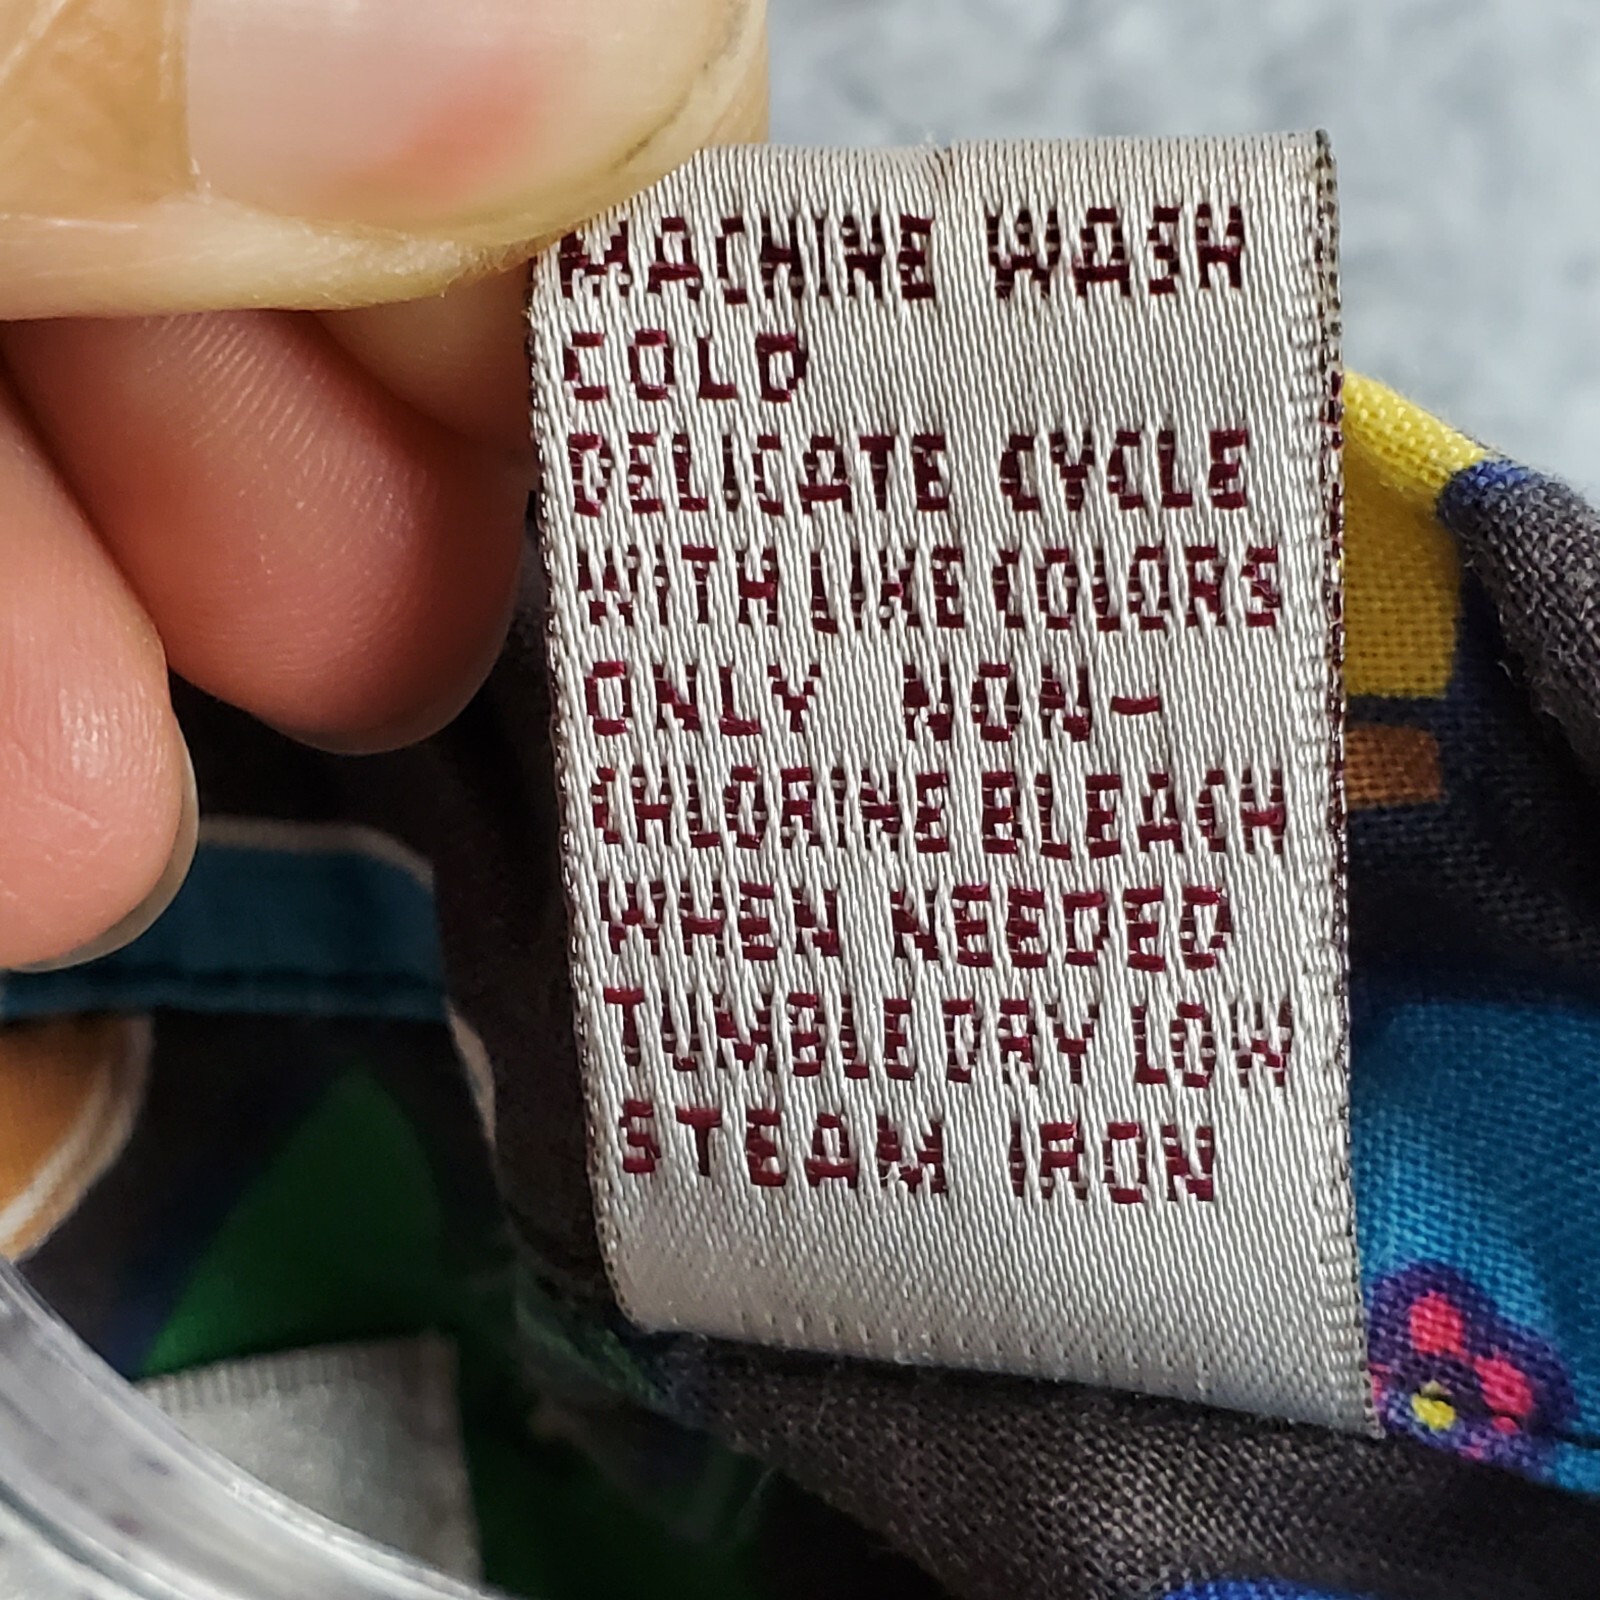 MACHINE WASH
COLD
DELICATE CYCLE
WITH LIKE COLORS
ONLY NON-
CHLORINE BLEACH
WHEN NEEDED
TUMBLE DRY LOW
STEAM IRON